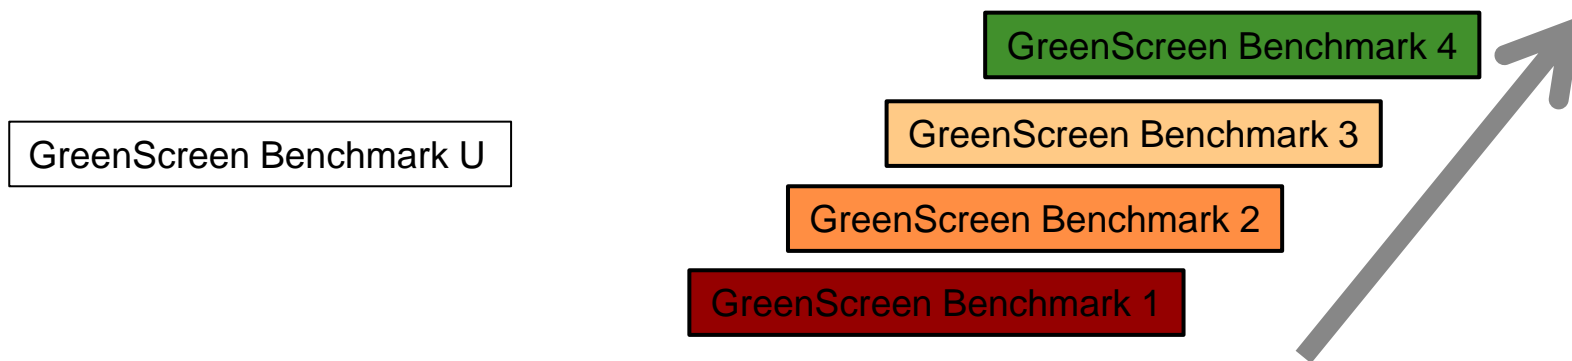 GreenScreen Benchmark 4
GreenScreen Benchmark 3
GreenScreen Benchmark U
GreenScreen Benchmark 2
GreenScreen Benchmark 1